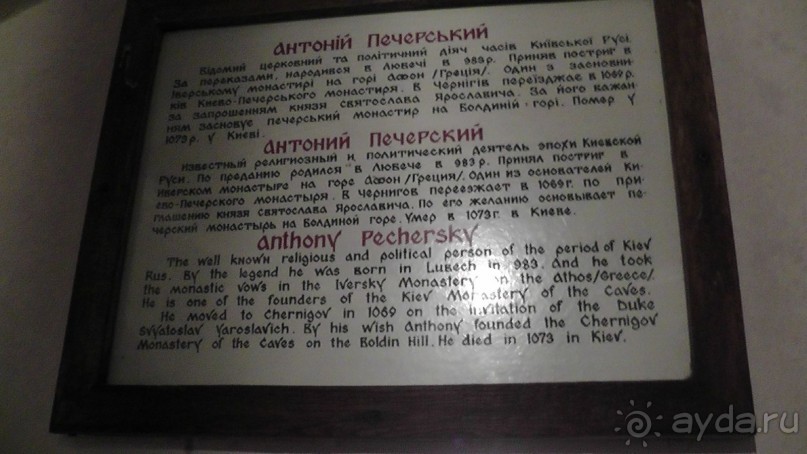 Антоній Печерський
Відомий церковний та політичний діяч часів Київської Русі.
За переказами, народився в Любечі в 983 р. Приняв постриг в
Іверському монастирі на горі Афон /Греція/. Один з засновни-
ків Києво-Печерського монастиря. В Чернігів переїзджає в 1069 р.
за запрошенням князя Святослава Ярославича. За його бажан-
ням засновує печерський монастир на Болдиній горі. Помер у
1073 р. у Києві.
Антоний Печерский
Известный религиозный и политический деятель эпохи Киевской
Руси. По преданию родился в Любече в 983 р. Принял постриг в
Иверском монастыре на горе Афон /Греция/. Один из основателей Ки-
ево-Печерского монастыря. В Чернигов переезжает в 1069 г. по при-
глашению князя Святослава Ярославича. По его желанию основывает пе-
черский монастырь на Болдиной горе. Умер в 1073 г. в Киеве.
Anthony Pechersky
The well known religious and political person of the period of Kiev
Rus. By the legend he was born in Lubech in 983. And he took
the monastic vows in the Iversky Monastery on the Athos/Greece/.
He is one of the founders of the Kiev Monastery of the Caves.
He moved to Chernigov in 1069 on the invitation of the Duke
Svyatoslav Yaroslavich. By his wish Anthony founded the Chernigov
Monastery of the Caves on the Boldin Hill. He died in 1073 in Kiev.
ayda.ru